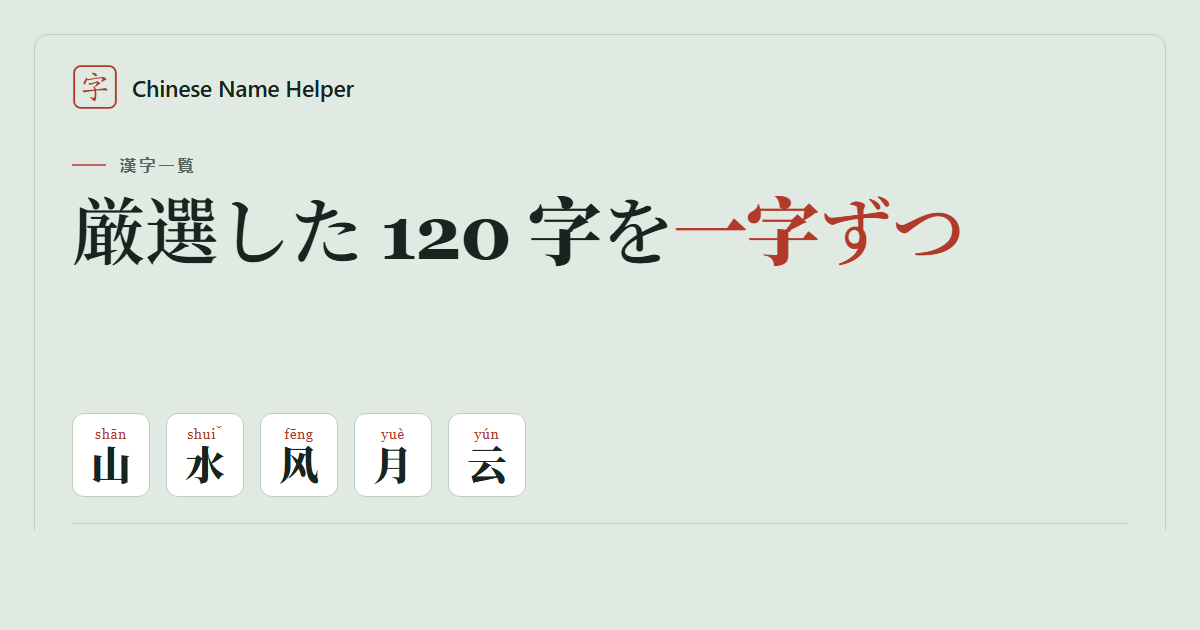 字 Chinese Name Helper
漢字一覧
厳選した 120 字を一字ずつ
shān shuiˇ fēng yuè yún
山 水 风 月 云